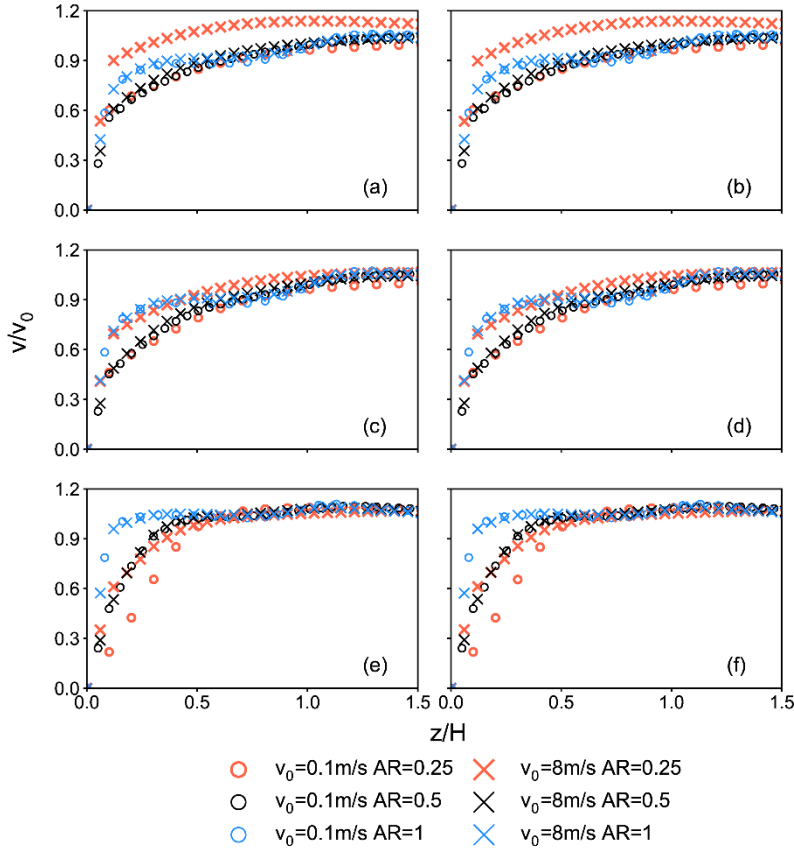 1.2
0.9
0.6
0.3
0.0
(a)
(b)
1.2
0.9
0.6
0.3
0.0
v/v₀
(c)
(d)
1.2
0.9
0.6
0.3
0.0
(e)
(f)
0.0 0.5 1.0 1.5 0.5 1.0 1.5
z/H
v₀=0.1m/s AR=0.25 v₀=8m/s AR=0.25
v₀=0.1m/s AR=0.5 v₀=8m/s AR=0.5
v₀=0.1m/s AR=1 v₀=8m/s AR=1